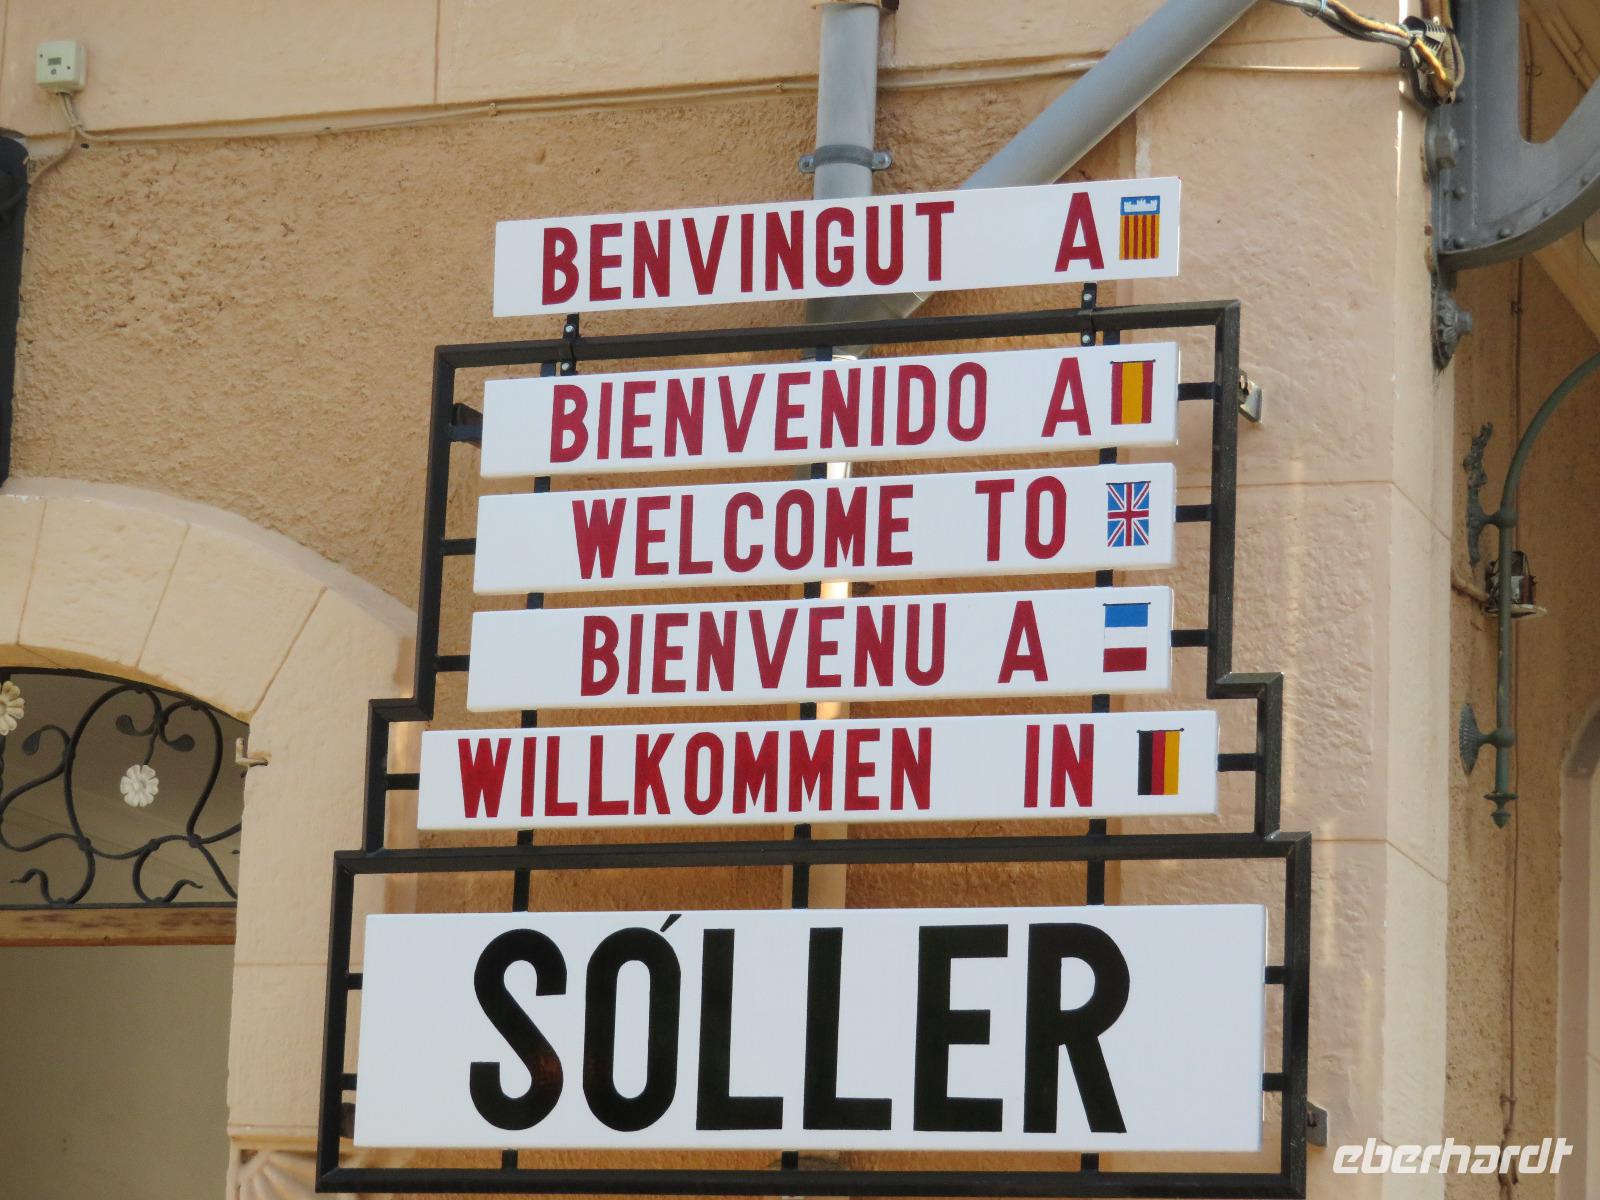 BENVINGUT A
BIENVENIDO A
WELCOME TO
BIENVENU A
WILLKOMMEN IN
SÓLLER
eberhardt